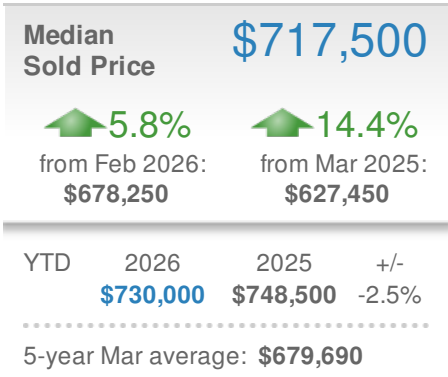 Median
Sold Price
$717,500
5.8%
14.4%
from Feb 2026:
from Mar 2025:
$678,250
$627,450
YTD 2026 2025 +/-
$730,000 $748,500 -2.5%
5-year Mar average: $679,690